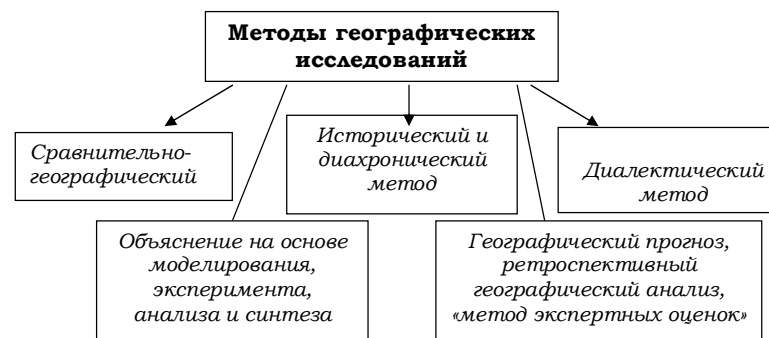 Методы географических
исследований
Сравнительно-
географический
Исторический и
диахронический
метод
Диалектический
метод
Объяснение на основе
моделирования,
эксперимента,
анализа и синтеза
Географический прогноз,
ретроспективный
географический анализ,
«метод экспертных оценок»